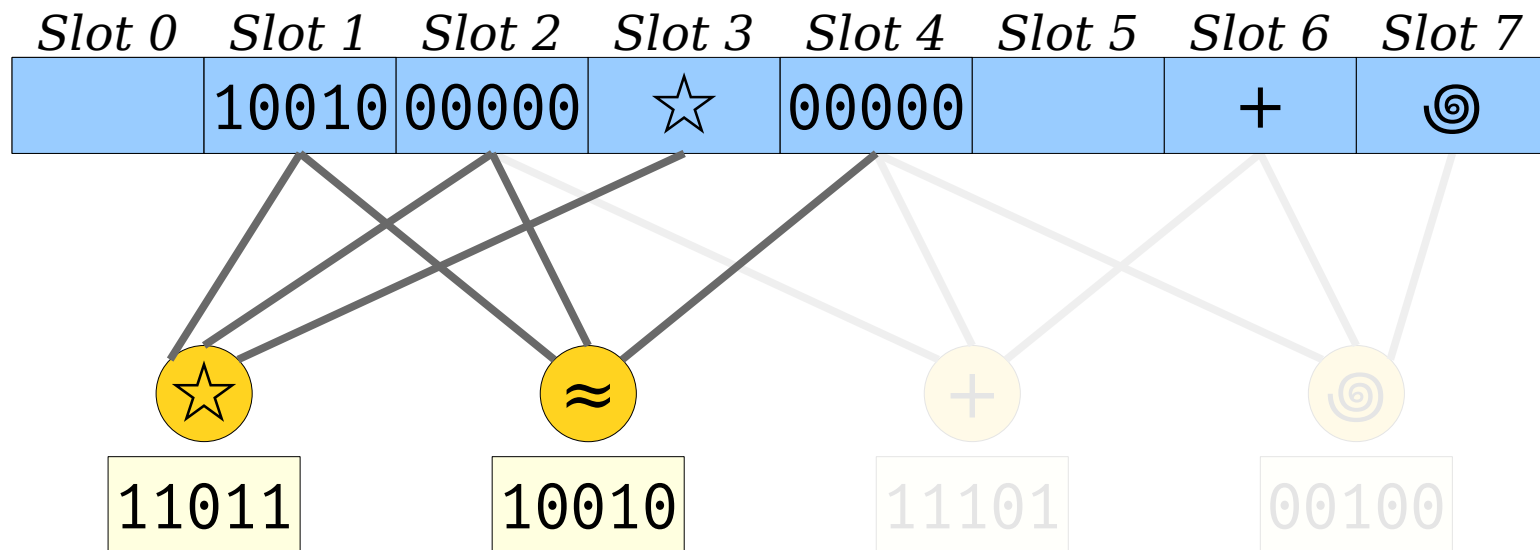 Slot 0 Slot 1 Slot 2 Slot 3 Slot 4 Slot 5 Slot 6 Slot 7
10010 00000 ☆ 00000 + ꩜
☆ ≈ + ꩜
11011 10010 11101 00100